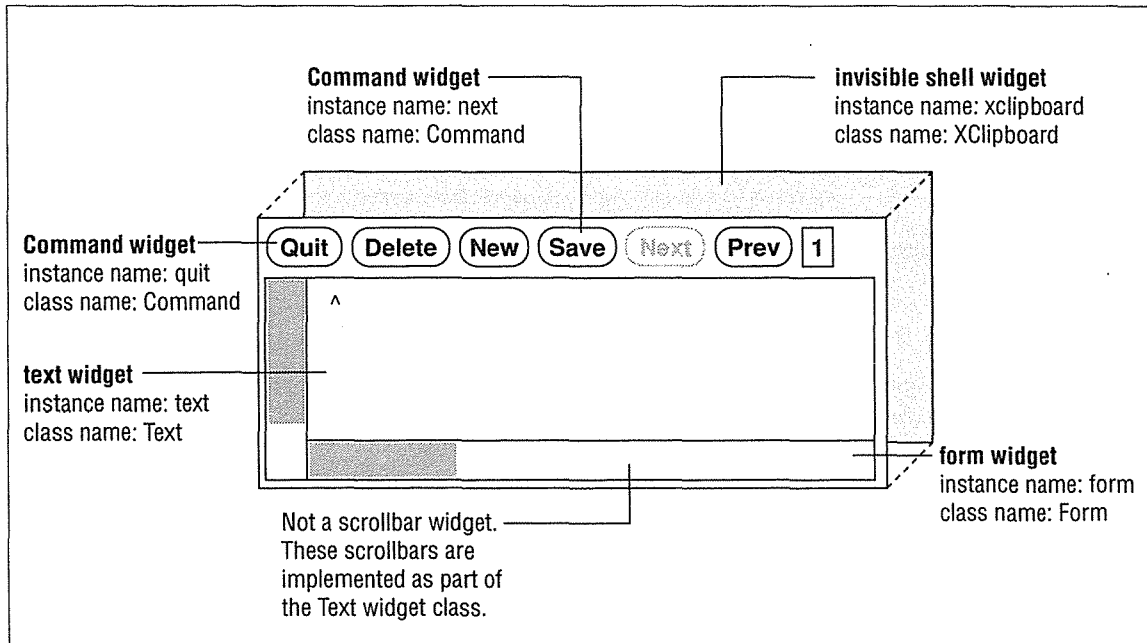 Command widget
instance name: next
class name: Command
invisible shell widget
instance name: xclipboard
class name: XClipboard
Command widget
instance name: quit
class name: Command
Quit Delete New Save Next Prev 1
^
text widget
instance name: text
class name: Text
form widget
instance name: form
class name: Form
Not a scrollbar widget.
These scrollbars are
implemented as part of
the Text widget class.